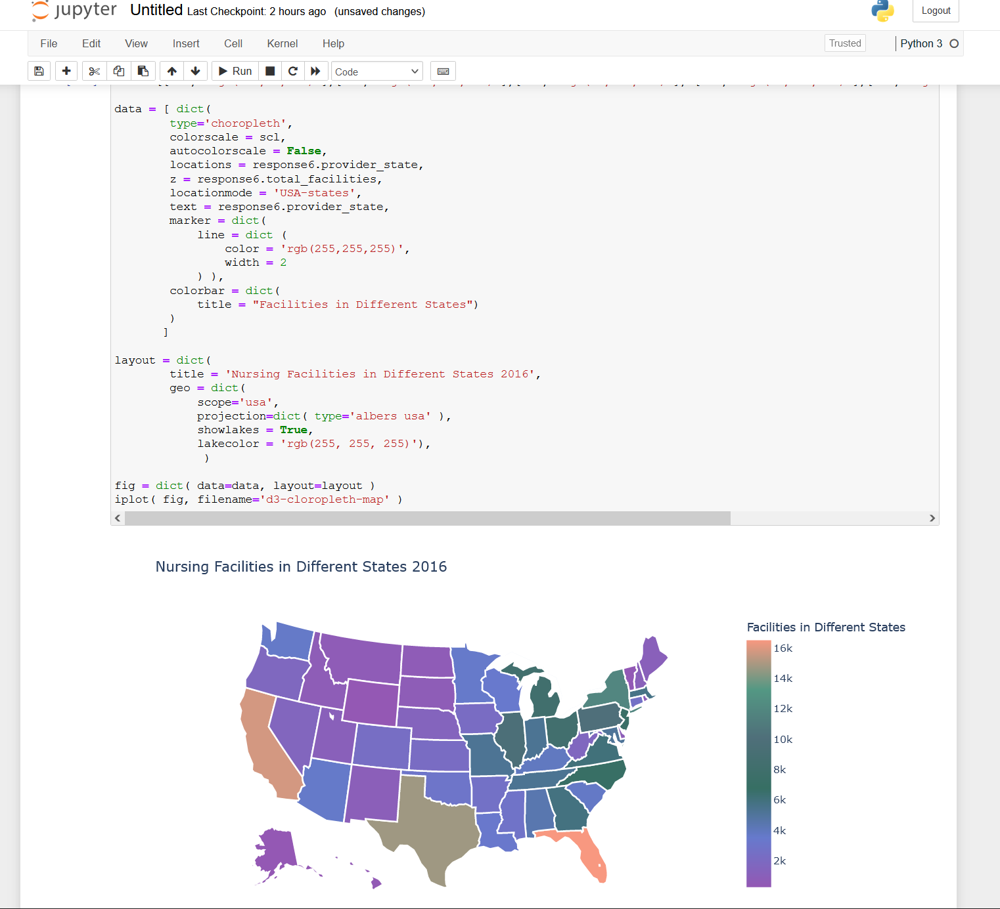 jupyter Untitled Last Checkpoint: 2 hours ago (unsaved changes) Logout
File Edit View Insert Cell Kernel Help Trusted Python 3
Run Code
data = [ dict(
type='choropleth',
colorscale = scl,
autocolorscale = False,
locations = response6.provider_state,
z = response6.total_facilities,
locationmode = 'USA-states',
text = response6.provider_state,
marker = dict(
line = dict (
color = 'rgb(255,255,255)',
width = 2
) ),
colorbar = dict(
title = "Facilities in Different States")
)
]
layout = dict(
title = 'Nursing Facilities in Different States 2016',
geo = dict(
scope='usa',
projection=dict( type='albers usa' ),
showlakes = True,
lakecolor = 'rgb(255, 255, 255)'),
)
fig = dict( data=data, layout=layout )
iplot( fig, filename='d3-cloropleth-map' )
Nursing Facilities in Different States 2016
Facilities in Different States
16k
14k
12k
10k
8k
6k
4k
2k